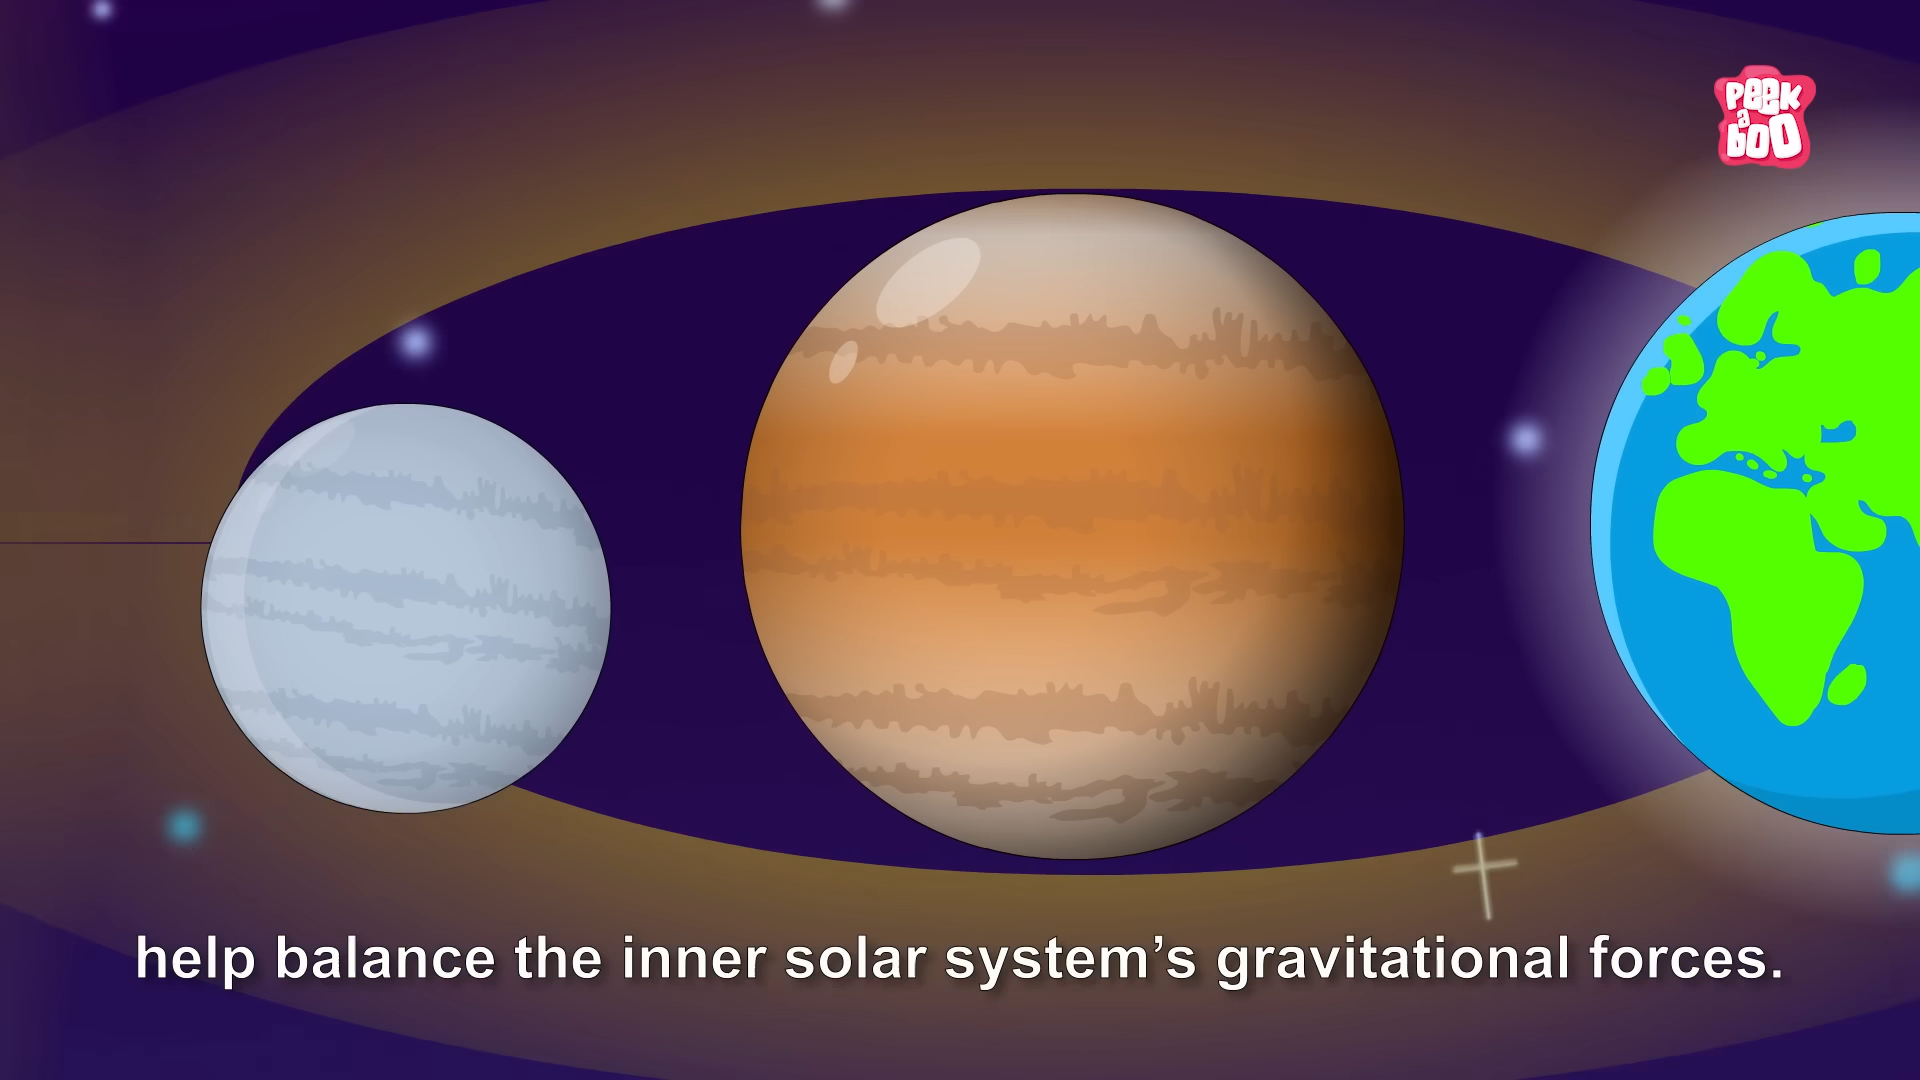 PEEK
a
boO
help balance the inner solar system’s gravitational forces.